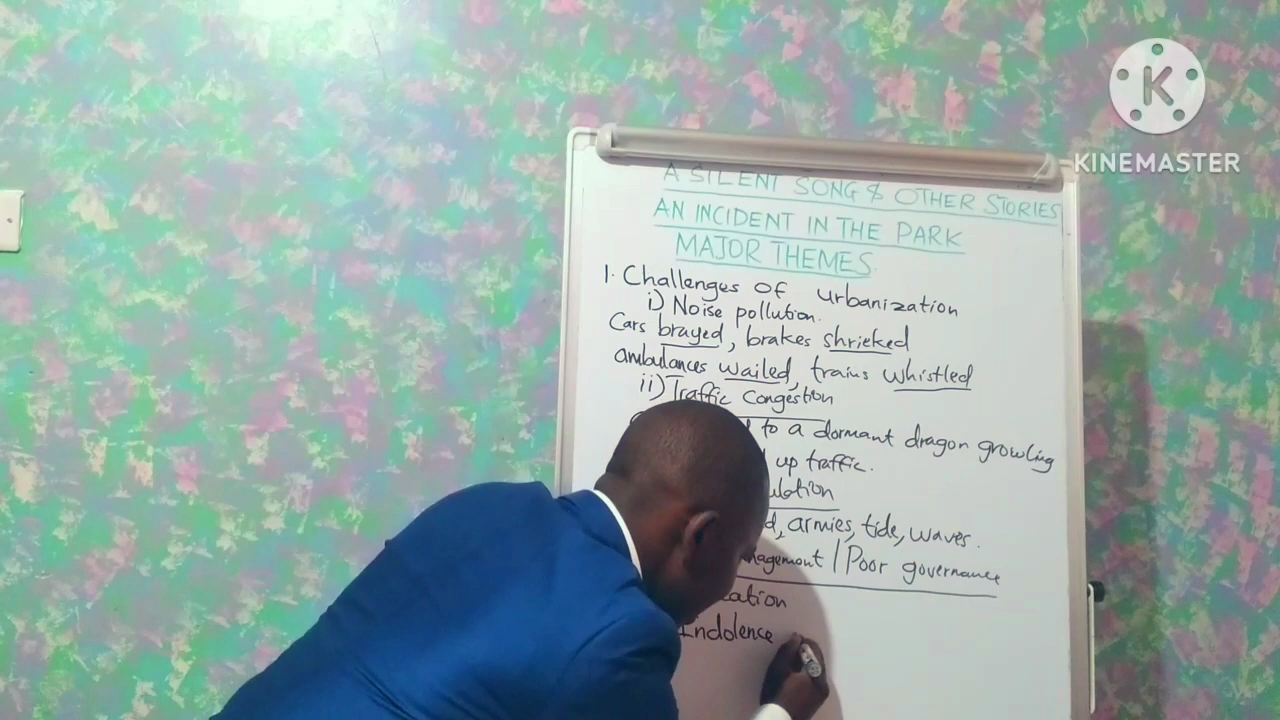 K
KINEMASTER
A SILENT SONG & OTHER STORIES
AN INCIDENT IN THE PARK
MAJOR THEMES
1. Challenges of urbanization
i) Noise pollution.
Cars brayed, brakes shrieked
ambulances wailed, trains whistled
ii) Traffic Congestion
to a dormant dragon growling
up traffic.
armies, tide, waves.
/Poor governance
Indolence